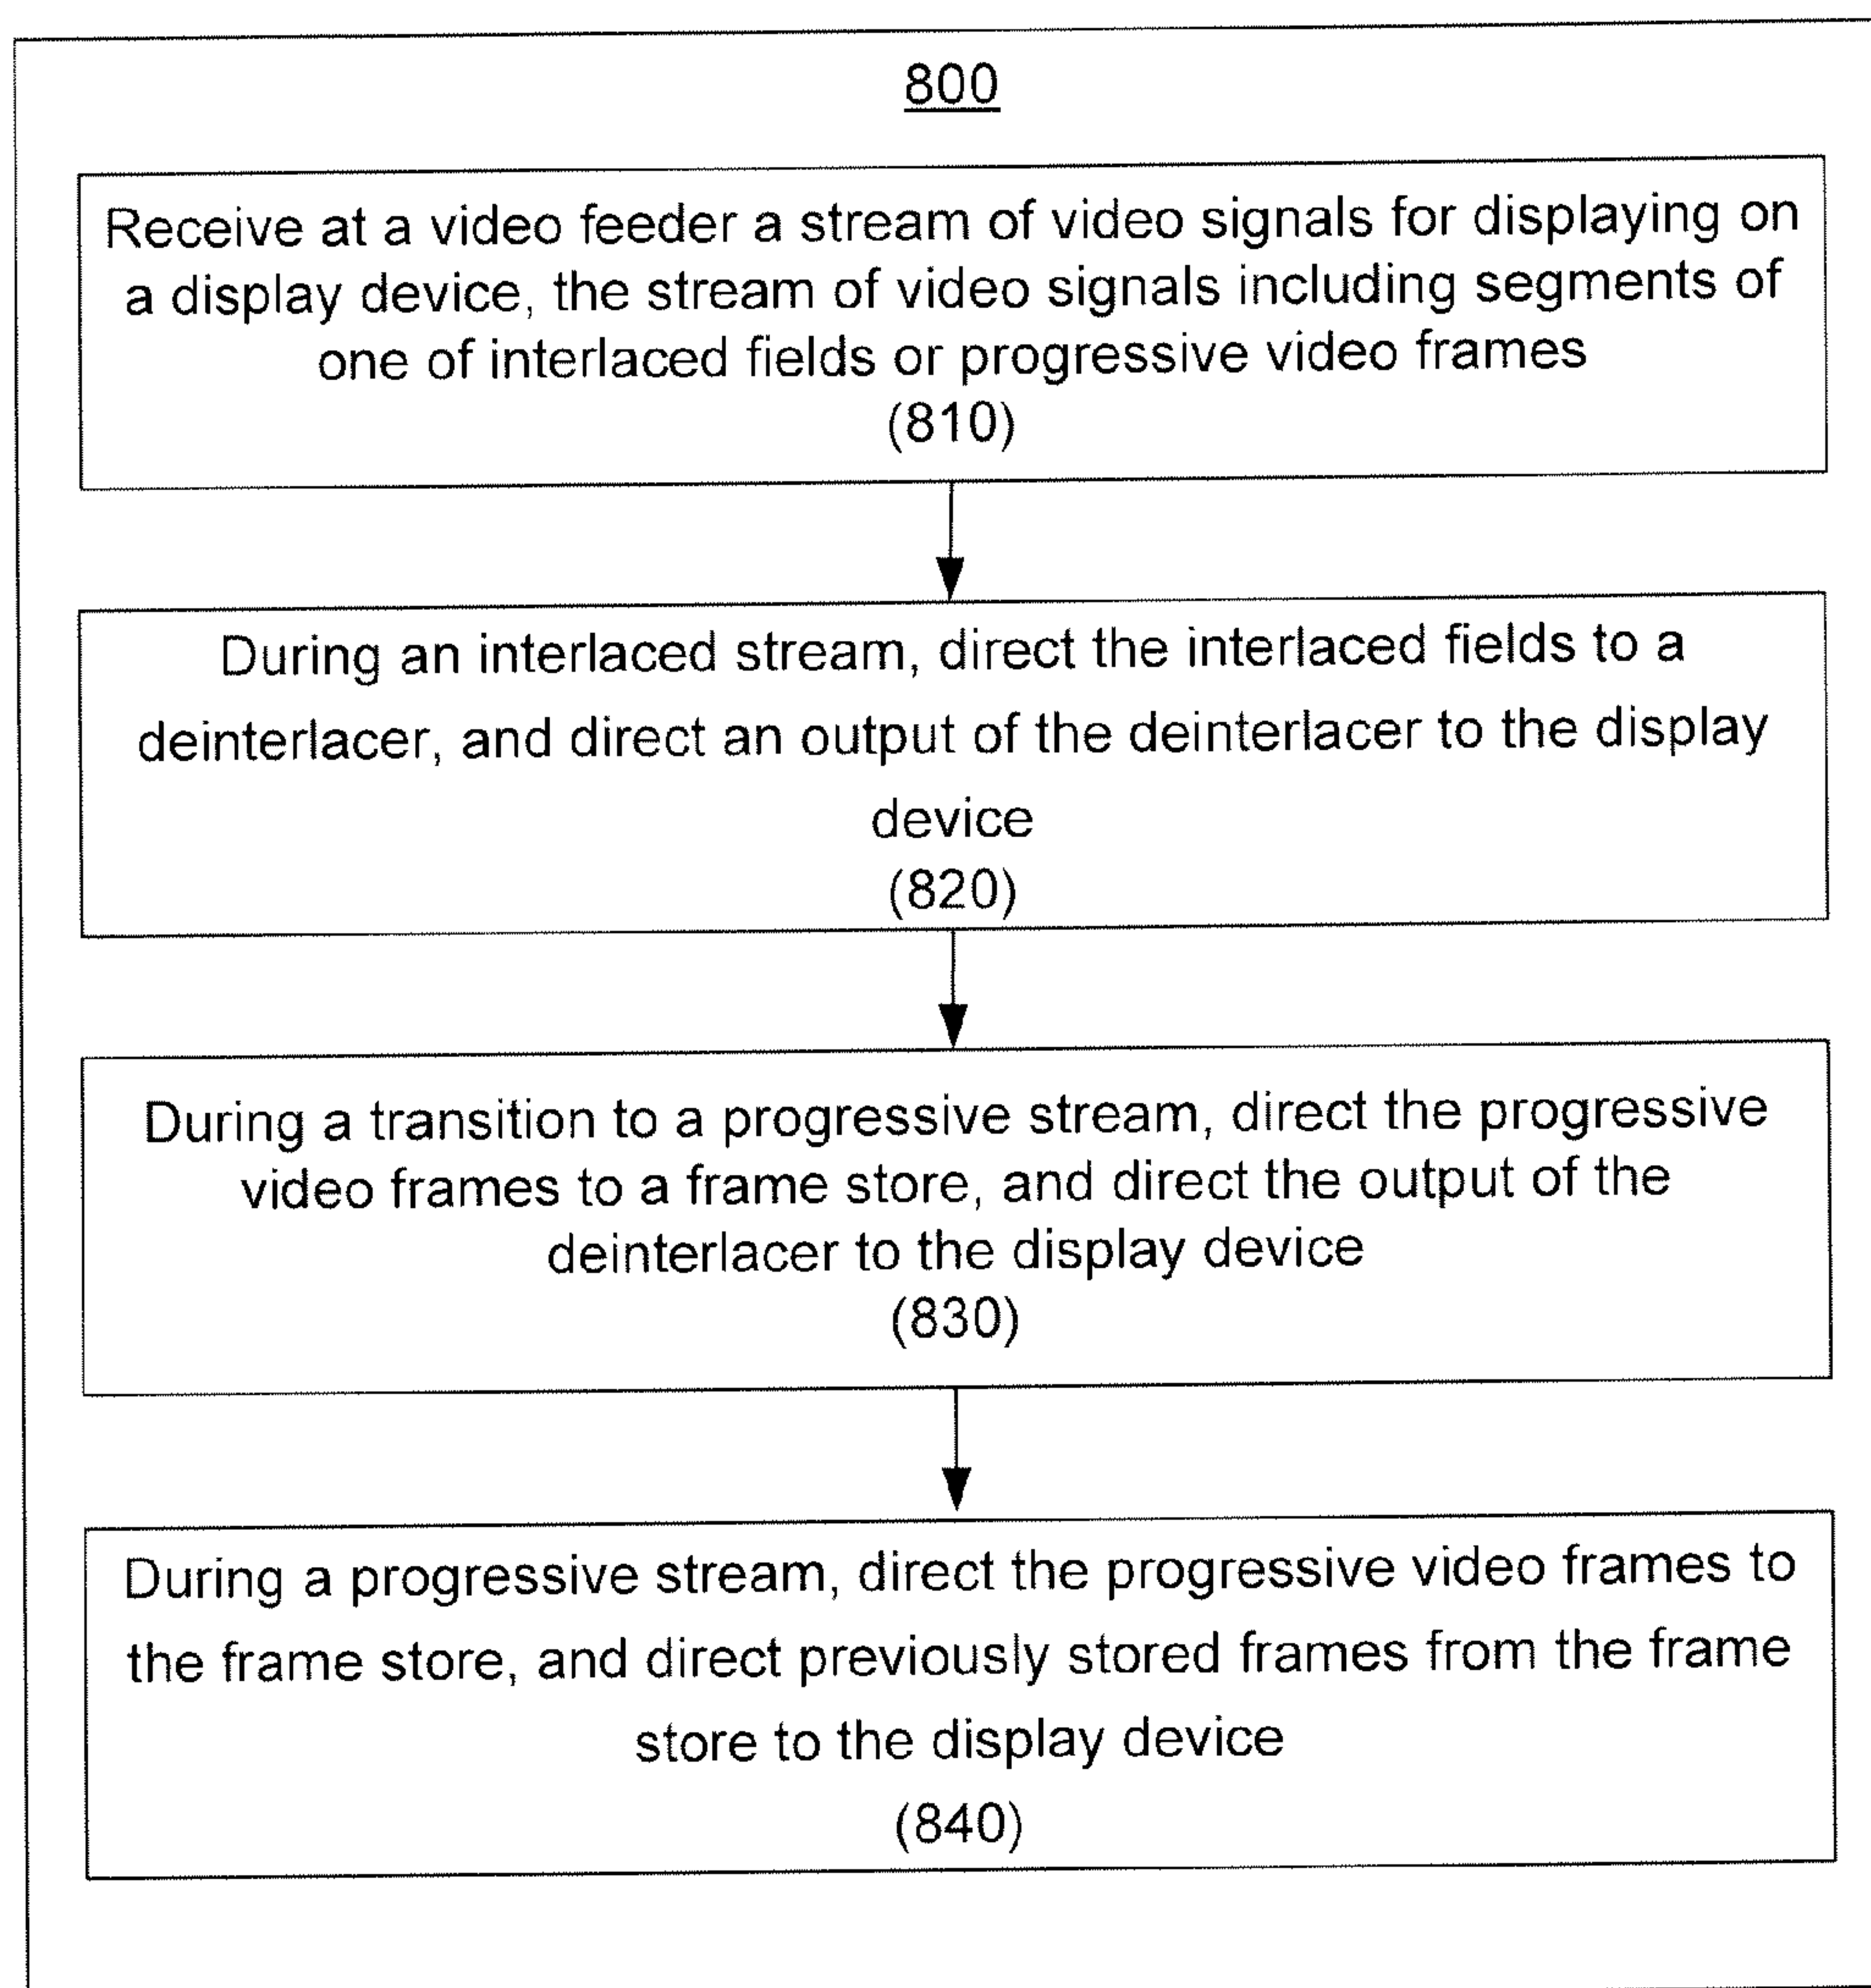 800
Receive at a video feeder a stream of video signals for displaying on
a display device, the stream of video signals including segments of
one of interlaced fields or progressive video frames
(810)
During an interlaced stream, direct the interlaced fields to a
deinterlacer, and direct an output of the deinterlacer to the display
device
(820)
During a transition to a progressive stream, direct the progressive
video frames to a frame store, and direct the output of the
deinterlacer to the display device
(830)
During a progressive stream, direct the progressive video frames to
the frame store, and direct previously stored frames from the frame
store to the display device
(840)